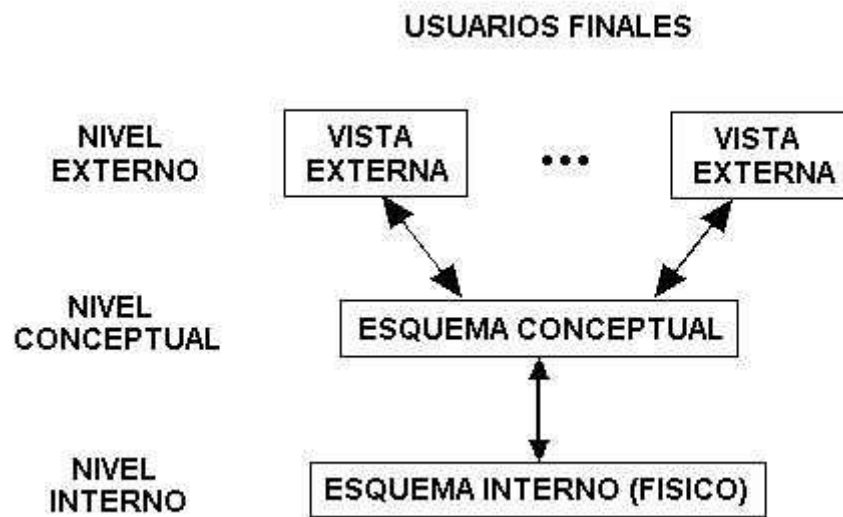 USUARIOS FINALES
NIVEL
EXTERNO
VISTA
EXTERNA
...
VISTA
EXTERNA
NIVEL
CONCEPTUAL
ESQUEMA CONCEPTUAL
NIVEL
INTERNO
ESQUEMA INTERNO (FISICO)